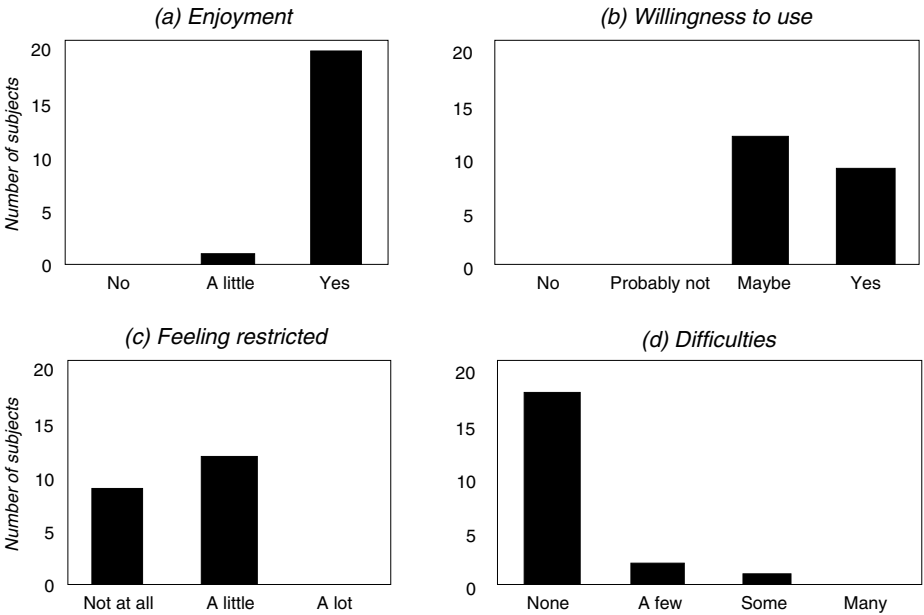 (a) Enjoyment
Number of subjects
20
15
10
5
0
No A little Yes
(b) Willingness to use
20
15
10
5
0
No Probably not Maybe Yes
(c) Feeling restricted
Number of subjects
20
15
10
5
0
Not at all A little A lot
(d) Difficulties
20
15
10
5
0
None A few Some Many